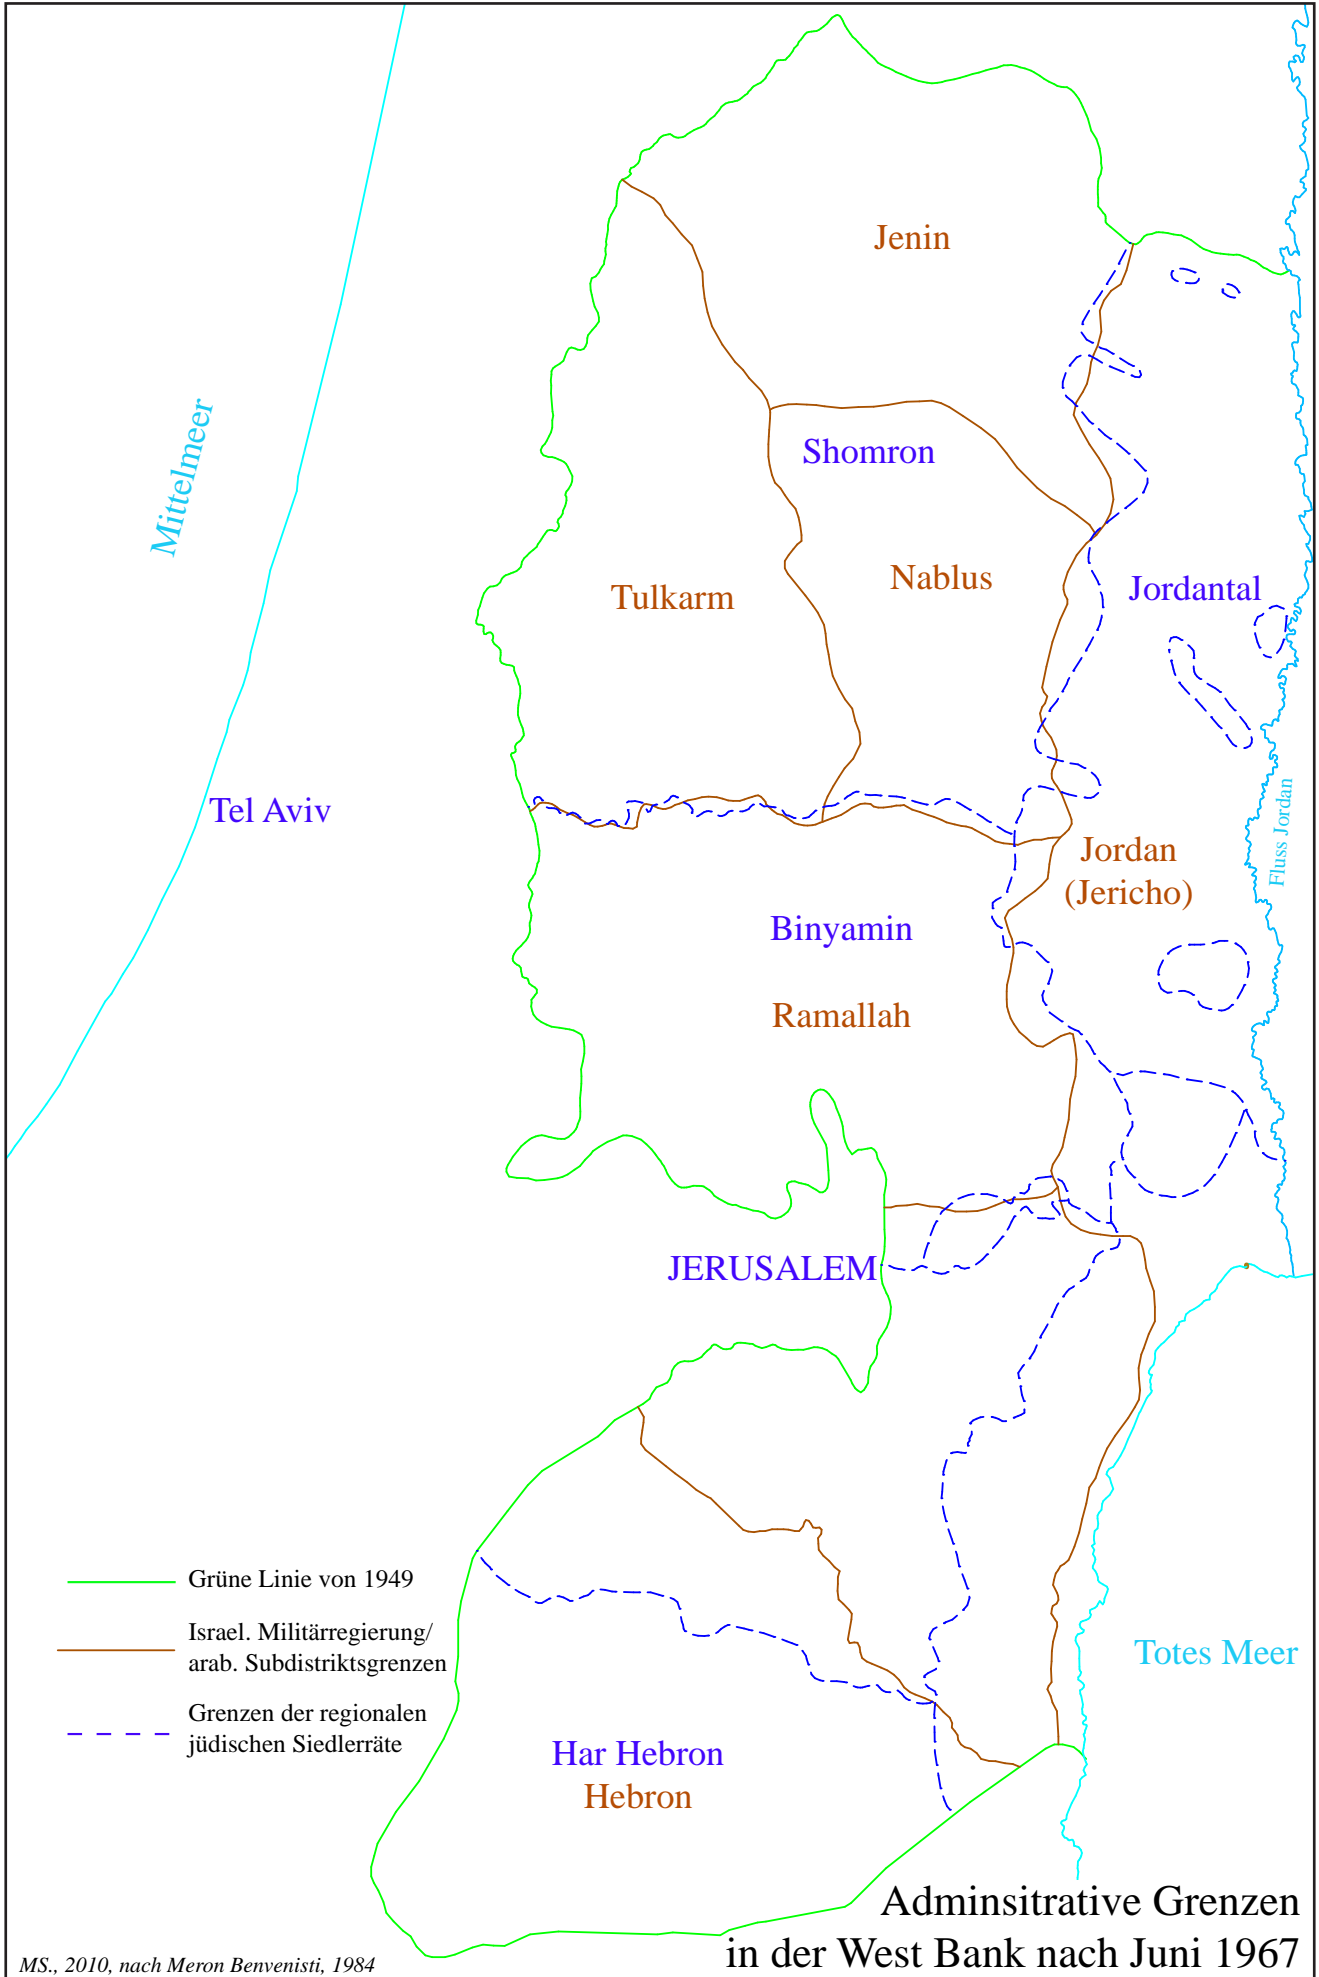 Jenin
Shomron
Mittelmeer
Nablus
Jordantal
Tulkarm
Tel Aviv
Fluss Jordan
Jordan
(Jericho)
Binyamin
Ramallah
JERUSALEM
Grüne Linie von 1949
Israel. Militärregierung/
arab. Subdistriktsgrenzen
Grenzen der regionalen
jüdischen Siedlerräte
Totes Meer
Har Hebron
Hebron
Adminsitrative Grenzen
in der West Bank nach Juni 1967
MS., 2010, nach Meron Benvenisti, 1984